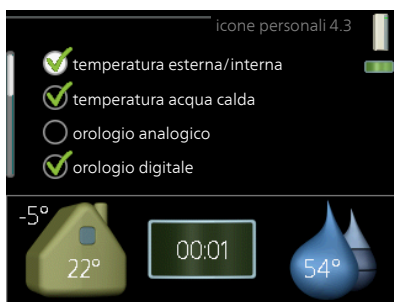 icone personali 4.3
temperatura esterna/interna
temperatura acqua calda
orologio analogico
orologio digitale
-5°
22°
00:01
54°